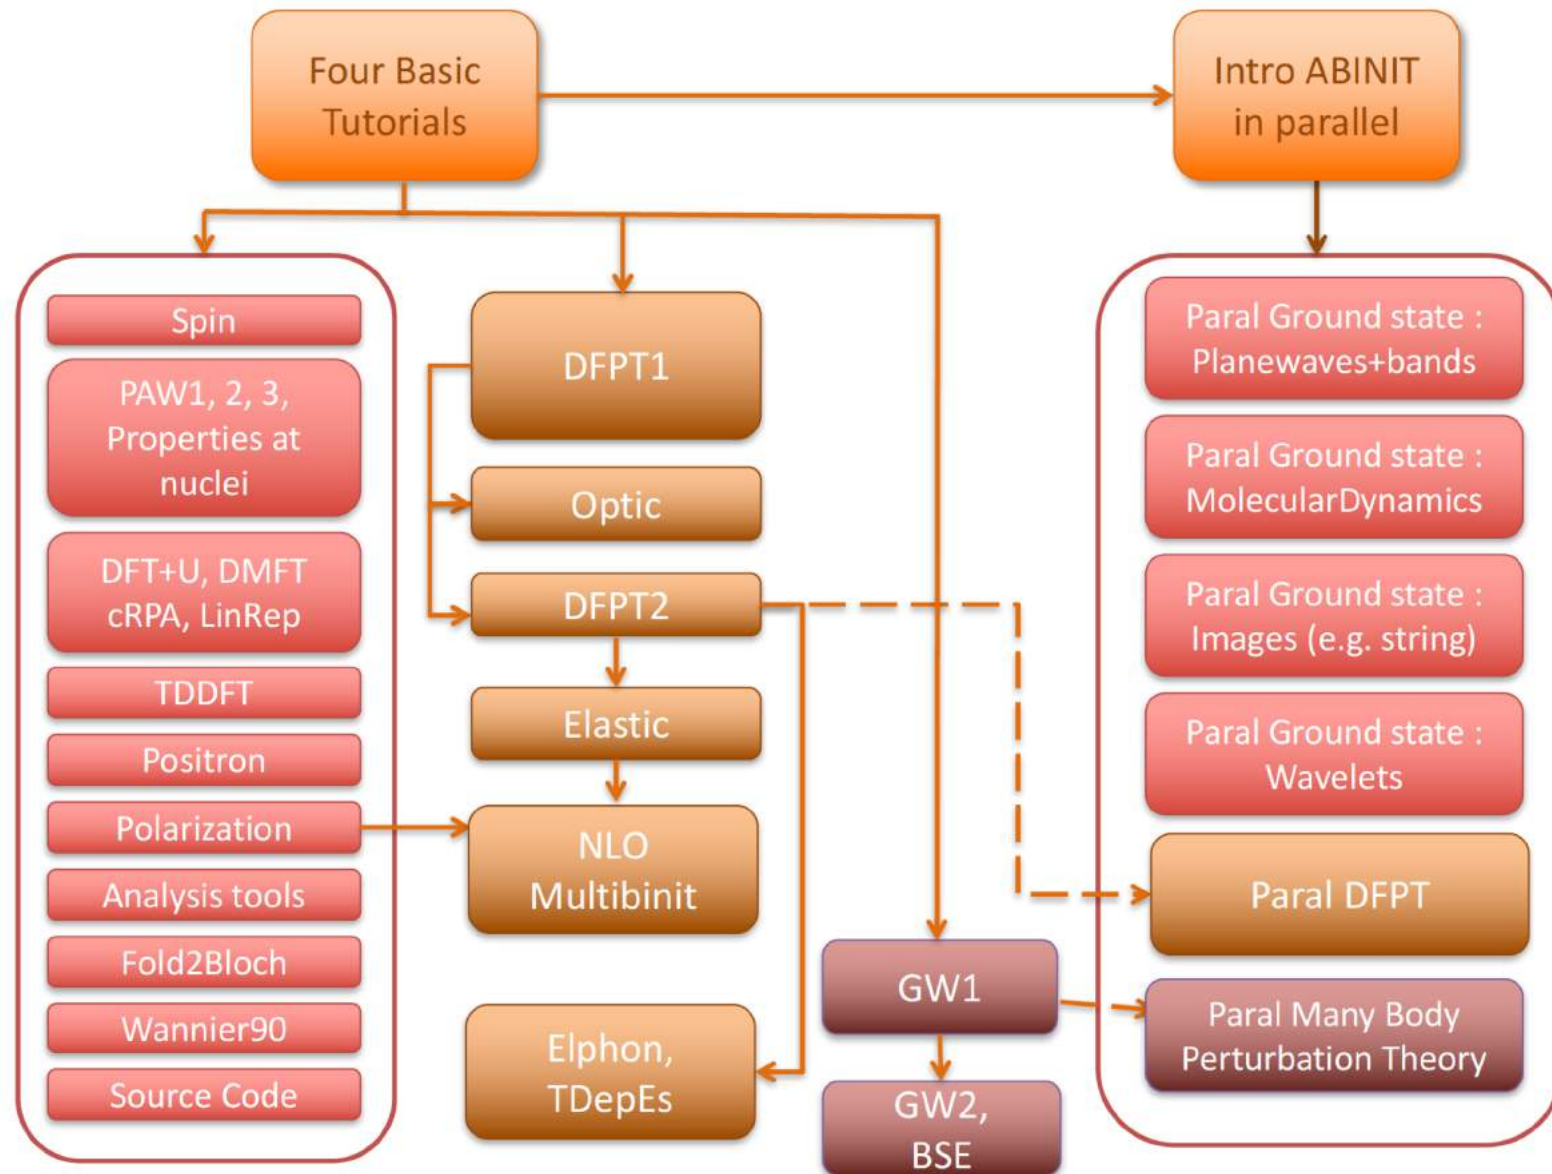 Four Basic
Tutorials
Intro ABINIT
in parallel
Spin
PAW1, 2, 3,
Properties at
nuclei
DFT+U, DMFT
cRPA, LinRep
TDDFT
Positron
Polarization
Analysis tools
Fold2Bloch
Wannier90
Source Code
DFPT1
Optic
DFPT2
Elastic
NLO
Multibinit
Elphon,
TDepEs
GW1
GW2,
BSE
Paral Ground state :
Planewaves+bands
Paral Ground state :
MolecularDynamics
Paral Ground state :
Images (e.g. string)
Paral Ground state :
Wavelets
Paral DFPT
Paral Many Body
Perturbation Theory